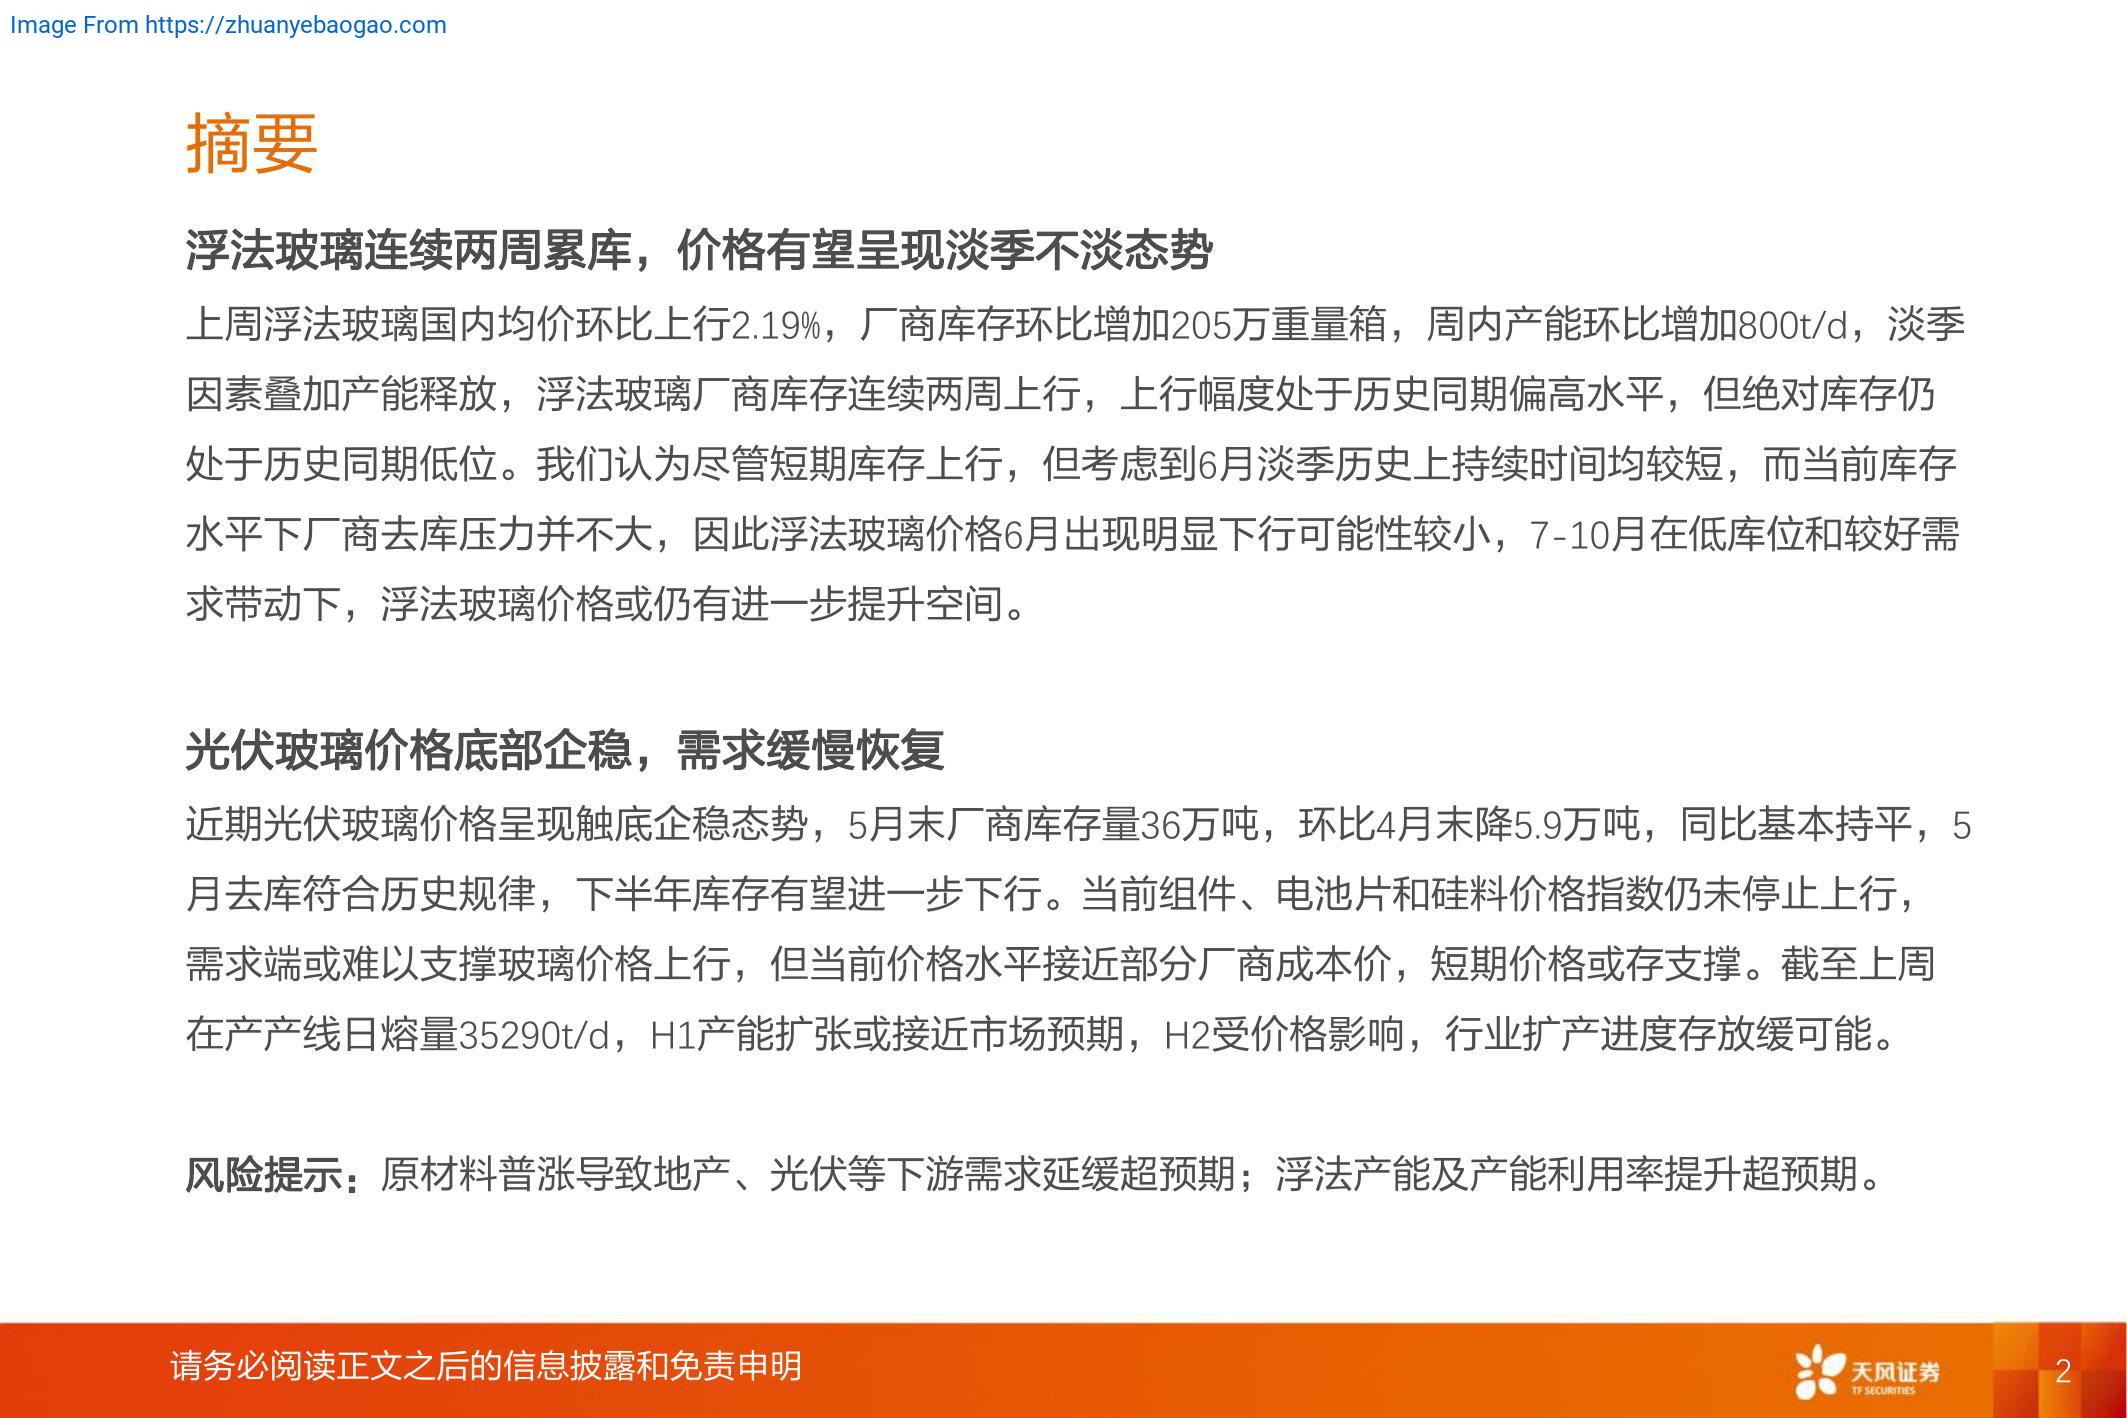 Image From https://zhuanyebaogao.com
摘要
浮法玻璃连续两周累库，价格有望呈现淡季不淡态势
上周浮法玻璃国内均价环比上行2.19%，厂商库存环比增加205万重量箱，周内产能环比增加800t/d，淡季
因素叠加产能释放，浮法玻璃厂商库存连续两周上行，上行幅度处于历史同期偏高水平，但绝对库存仍
处于历史同期低位。我们认为尽管短期库存上行，但考虑到6月淡季历史上持续时间均较短，而当前库存
水平下厂商去库压力并不大，因此浮法玻璃价格6月出现明显下行可能性较小，7-10月在低库位和较好需
求带动下，浮法玻璃价格或仍有进一步提升空间。
光伏玻璃价格底部企稳，需求缓慢恢复
近期光伏玻璃价格呈现触底企稳态势，5月末厂商库存量36万吨，环比4月末降5.9万吨，同比基本持平，5
月去库符合历史规律，下半年库存有望进一步下行。当前组件、电池片和硅料价格指数仍未停止上行，
需求端或难以支撑玻璃价格上行，但当前价格水平接近部分厂商成本价，短期价格或存支撑。截至上周
在产产线日熔量35290t/d，H1产能扩张或接近市场预期，H2受价格影响，行业扩产进度存放缓可能。
风险提示：原材料普涨导致地产、光伏等下游需求延缓超预期；浮法产能及产能利用率提升超预期。
请务必阅读正文之后的信息披露和免责申明
天风证券
TF SECURITIES
2